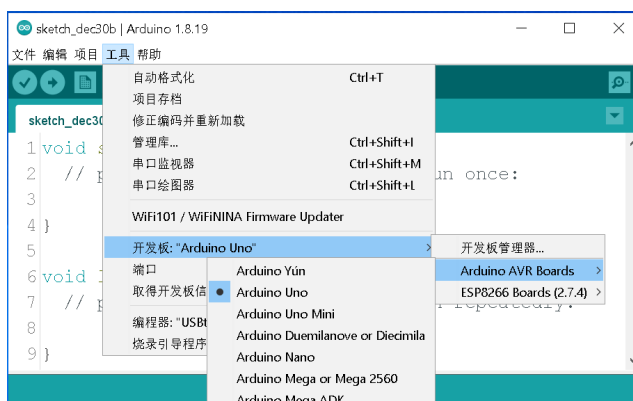 sketch_dec30b | Arduino 1.8.19
文件 编辑 项目 工具 帮助
自动格式化 Ctrl+T
项目存档
修正编码并重新加载
管理库... Ctrl+Shift+I
串口监视器 Ctrl+Shift+M
串口绘图器 Ctrl+Shift+L
WiFi101 / WiFiNINA Firmware Updater
开发板: "Arduino Uno"
端口
取得开发板信
编程器: "USBt
烧录引导程序
开发板管理器...
Arduino AVR Boards
ESP8266 Boards (2.7.4)
Arduino Yún
Arduino Uno
Arduino Uno Mini
Arduino Duemilanove or Diecimila
Arduino Nano
Arduino Mega or Mega 2560
Arduino Mega ADK
sketch_dec30
1 void s
2 // p un once:
3
4 }
5
6 void l
7 // p repeatedly:
8
9 }